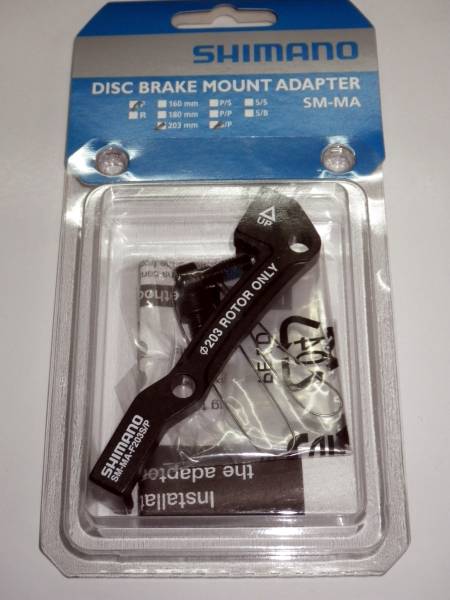 SHIMANO
DISC BRAKE MOUNT ADAPTER
SM-MA
F 160 mm P/S S/S
R 180 mm P/P S/B
203 mm S/P
UP
Φ203 ROTOR ONLY
SHIMANO
SM-MA-F203S/P
Installat
the adapter